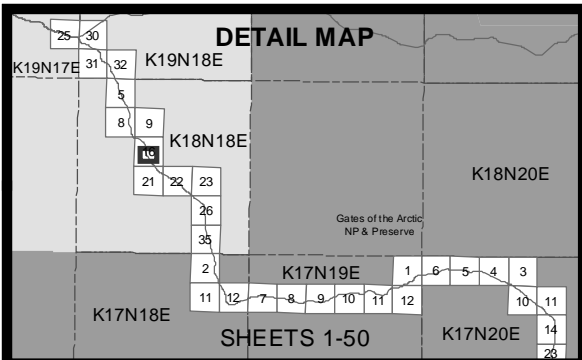 DETAIL MAP
25 30
K19N17E 31 32 K19N18E
5
8 9
K18N18E
16
21 22 23
K18N20E
26
Gates of the Arctic
NP & Preserve
35
2 K17N19E 1 6 5 4 3
11 12 7 8 9 10 11 12 10 11
K17N18E
SHEETS 1-50 K17N20E 14
23